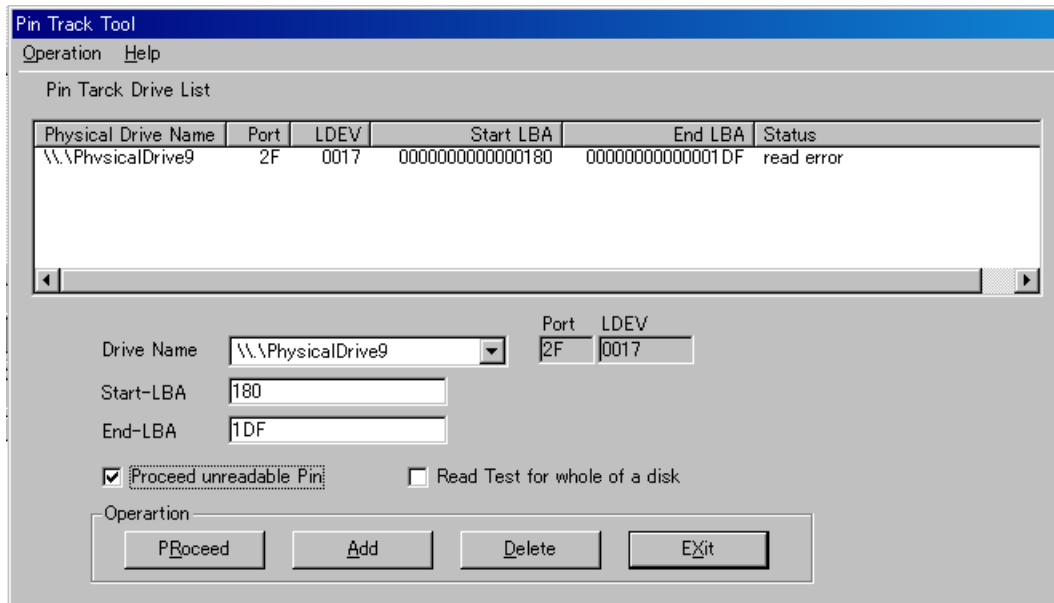 Pin Track Tool
Operation Help
Pin Tarck Drive List
Physical Drive Name Port LDEV Start LBA End LBA Status
\\.\PhysicalDrive9 2F 0017 0000000000000180 00000000000001DF read error
Port LDEV
Drive Name \\.\PhysicalDrive9 2F 0017
Start-LBA 180
End-LBA 1DF
Proceed unreadable Pin Read Test for whole of a disk
Operartion
PRoceed Add Delete EXit